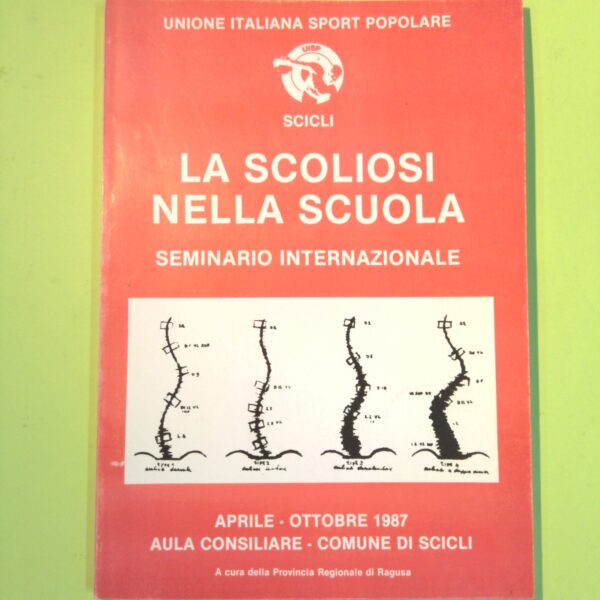 UNIONE ITALIANA SPORT POPOLARE
UISP
SCICLI
LA SCOLIOSI
NELLA SCUOLA
SEMINARIO INTERNAZIONALE
APRILE - OTTOBRE 1987
AULA CONSILIARE - COMUNE DI SCICLI
A cura della Provincia Regionale di Ragusa